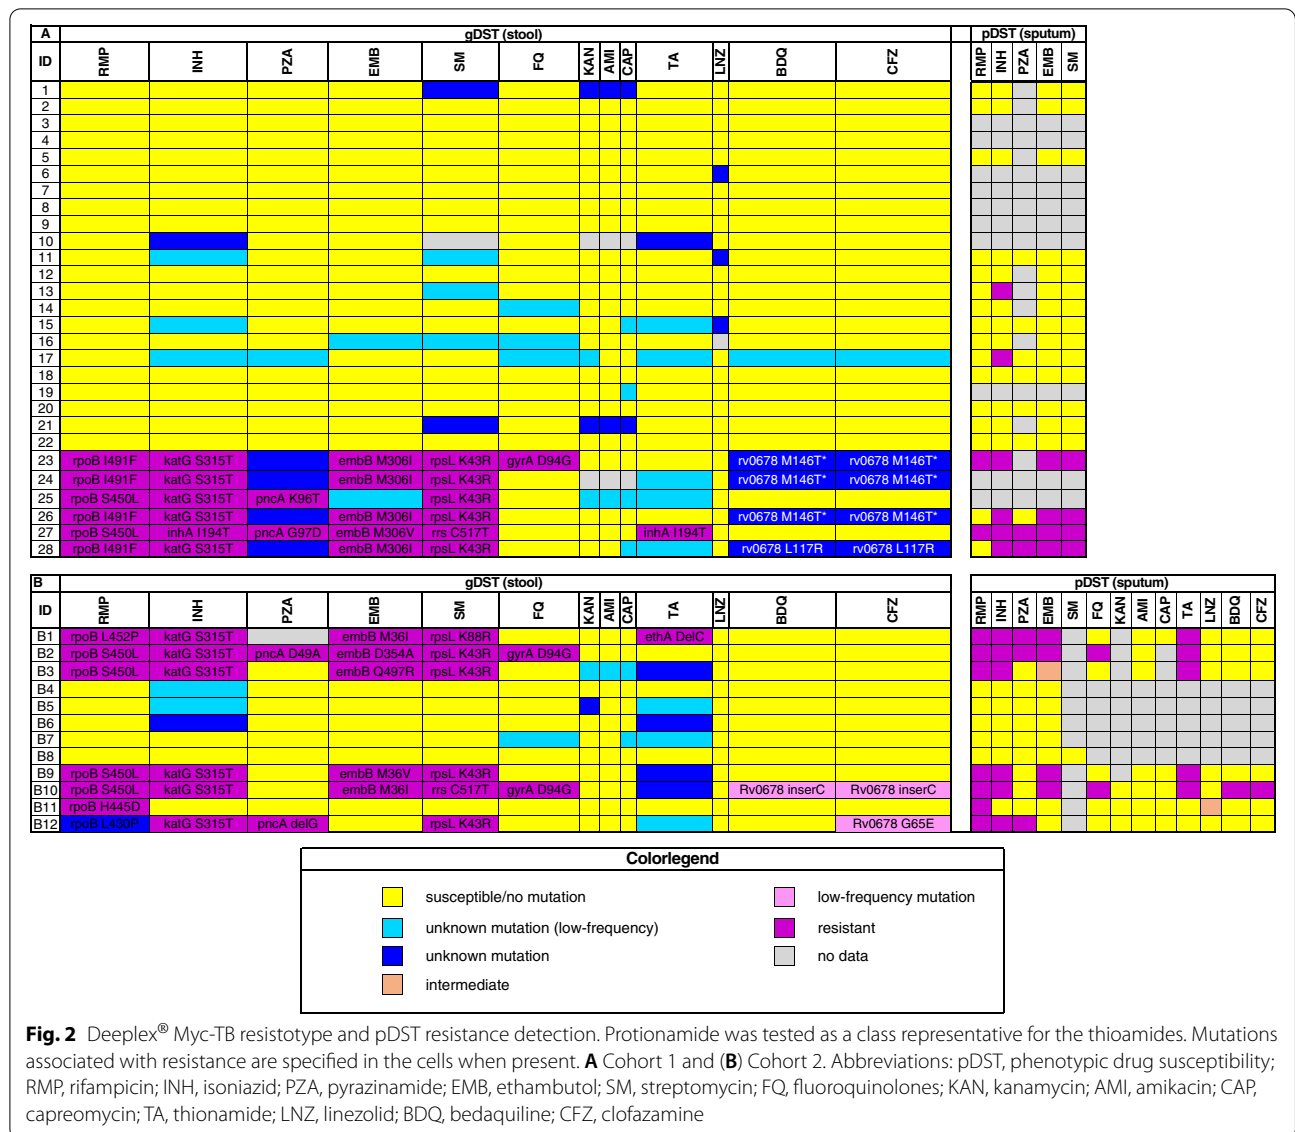 A gDST (stool) pDST (sputum)
ID RMP INH PZA EMB SM FQ KAN AMI CAP TA LNZ BDQ CFZ RMP INH PZA EMB SM
1
2
3
4
5
6
7
8
9
10
11
12
13
14
15
16
17
18
19
20
21
22
23 rpoB I491F katG S315T embB M306I rpsL K43R gyrA D94G rv0678 M146T* rv0678 M146T*
24 rpoB I491F katG S315T embB M306I rpsL K43R rv0678 M146T* rv0678 M146T*
25 rpoB S450L katG S315T pncA K96T rpsL K43R
26 rpoB I491F katG S315T embB M306I rpsL K43R rv0678 M146T* rv0678 M146T*
27 rpoB S450L inhA I194T pncA G97D embB M306V rrs C517T inhA I194T
28 rpoB I491F katG S315T embB M306I rpsL K43R rv0678 L117R rv0678 L117R
B gDST (stool) pDST (sputum)
ID RMP INH PZA EMB SM FQ KAN AMI CAP TA LNZ BDQ CFZ RMP INH PZA EMB SM FQ KAN AMI CAP TA LNZ BDQ CFZ
B1 rpoB L452P katG S315T embB M36I rpsL K88R ethA DelC
B2 rpoB S450L katG S315T pncA D49A embB D354A rpsL K43R gyrA D94G
B3 rpoB S450L katG S315T embB Q497R rpsL K43R
B4
B5
B6
B7
B8
B9 rpoB S450L katG S315T embB M36V rpsL K43R
B10 rpoB S450L katG S315T embB M36I rrs C517T gyrA D94G Rv0678 inserC Rv0678 inserC
B11 rpoB H445D
B12 rpoB L430P katG S315T pncA delG rpsL K43R Rv0678 G65E
Colorlegend
susceptible/no mutation low-frequency mutation
unknown mutation (low-frequency) resistant
unknown mutation no data
intermediate
Fig. 2 Deeplex® Myc-TB resistotype and pDST resistance detection. Protionamide was tested as a class representative for the thioamides. Mutations
associated with resistance are specified in the cells when present. A Cohort 1 and (B) Cohort 2. Abbreviations: pDST, phenotypic drug susceptibility;
RMP, rifampicin; INH, isoniazid; PZA, pyrazinamide; EMB, ethambutol; SM, streptomycin; FQ, fluoroquinolones; KAN, kanamycin; AMI, amikacin; CAP,
capreomycin; TA, thionamide; LNZ, linezolid; BDQ, bedaquiline; CFZ, clofazamine